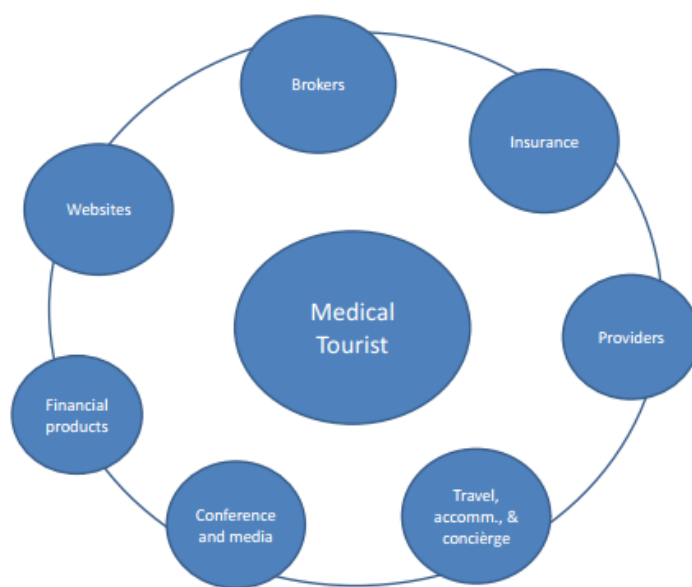 Brokers
Insurance
Websites
Medical
Tourist
Providers
Financial
products
Conference
and media
Travel,
accomm., &
concièrge